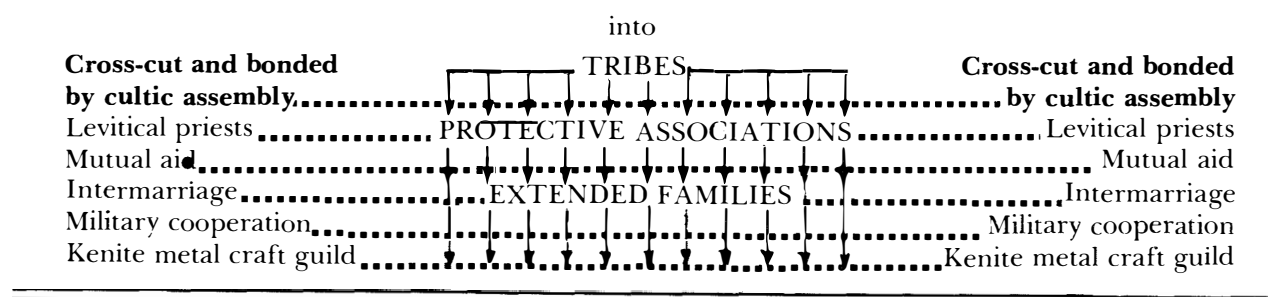 into
Cross-cut and bonded TRIBES Cross-cut and bonded
by cultic assembly by cultic assembly
Levitical priests PROTECTIVE ASSOCIATIONS Levitical priests
Mutual aid Mutual aid
Intermarriage EXTENDED FAMILIES Intermarriage
Military cooperation Military cooperation
Kenite metal craft guild Kenite metal craft guild